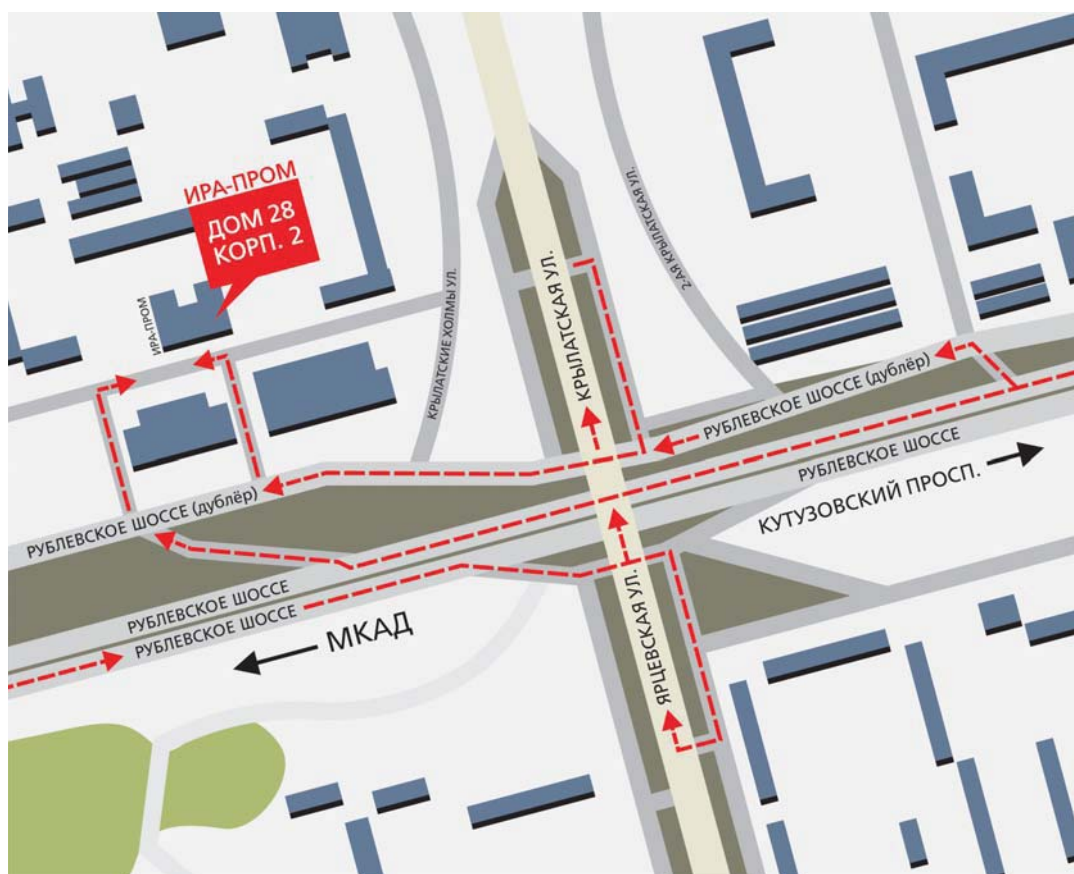 ИРА-ПРОМ
ДОМ 28
КОРП. 2
ИРА-ПРОМ
КРЫЛАТСКИЕ ХОЛМЫ УЛ.
КРЫЛАТСКАЯ УЛ.
2-АЯ КРЫЛАТСКАЯ УЛ.
РУБЛЕВСКОЕ ШОССЕ (дублёр)
РУБЛЕВСКОЕ ШОССЕ
КУТУЗОВСКИЙ ПРОСП.
РУБЛЕВСКОЕ ШОССЕ (дублёр)
РУБЛЕВСКОЕ ШОССЕ
РУБЛЕВСКОЕ ШОССЕ
МКАД
ЯРЦЕВСКАЯ УЛ.